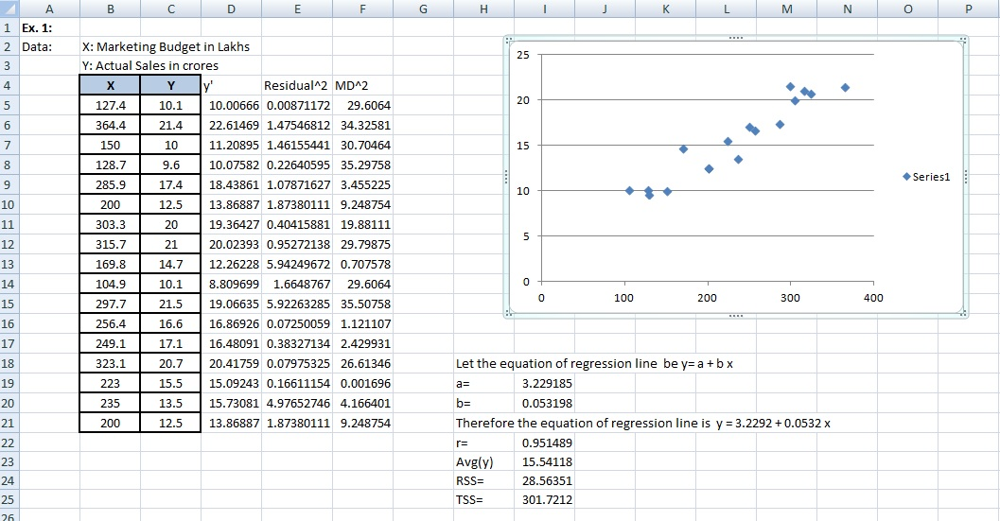 A B C D E F G H I J K L M N O P
1 Ex. 1:
2 Data: X: Marketing Budget in Lakhs
3 Y: Actual Sales in crores
4 X Y y' Residual^2 MD^2
5 127.4 10.1 10.00666 0.00871172 29.6064
6 364.4 21.4 22.61469 1.47546812 34.32581
7 150 10 11.20895 1.46155441 30.70464
8 128.7 9.6 10.07582 0.22640595 35.29758
9 285.9 17.4 18.43861 1.07871627 3.455225
10 200 12.5 13.86887 1.87380111 9.248754
11 303.3 20 19.36427 0.40415881 19.88111
12 315.7 21 20.02393 0.95272138 29.79875
13 169.8 14.7 12.26228 5.94249672 0.707578
14 104.9 10.1 8.809699 1.6648767 29.6064
15 297.7 21.5 19.06635 5.92263285 35.50758
16 256.4 16.6 16.86926 0.07250059 1.121107
17 249.1 17.1 16.48091 0.38327134 2.429931
18 323.1 20.7 20.41759 0.07975325 26.61346 Let the equation of regression line be y= a + b x
19 223 15.5 15.09243 0.16611154 0.001696 a= 3.229185
20 235 13.5 15.73081 4.97652746 4.166401 b= 0.053198
21 200 12.5 13.86887 1.87380111 9.248754 Therefore the equation of regression line is y = 3.2292 + 0.0532 x
22 r= 0.951489
23 Avg(y) 15.54118
24 RSS= 28.56351
25 TSS= 301.7212
26
25
20
15
10
5
0
0 100 200 300 400
Series1